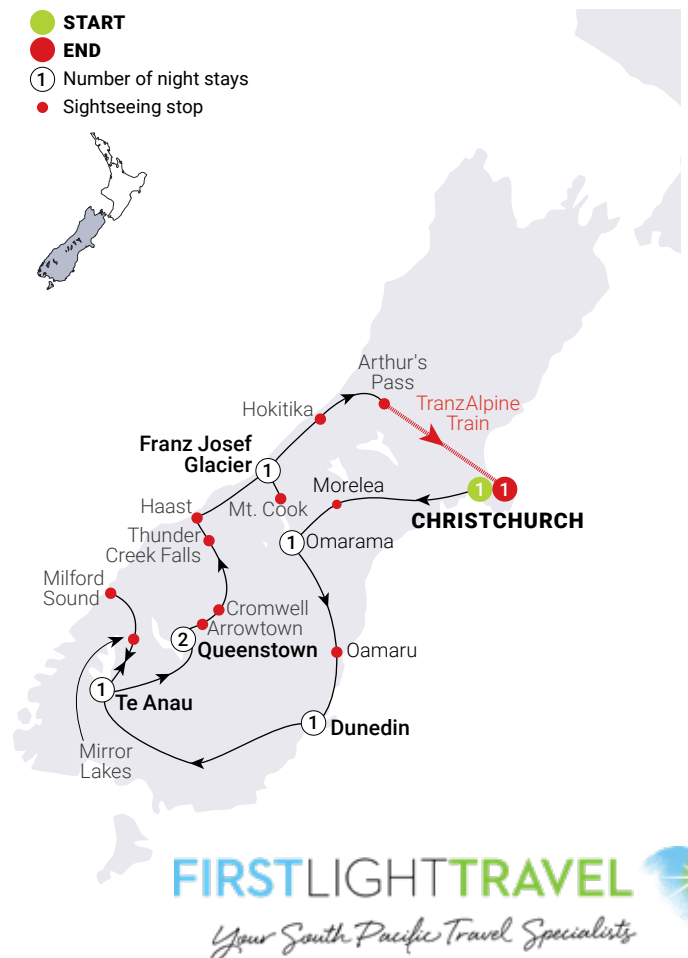 START
END
1 Number of night stays
Sightseeing stop
Arthur's
Pass
TranzAlpine
Train
Hokitika
Franz Josef
Glacier
1
Mt. Cook
Morelea
1 1
CHRISTCHURCH
Haast
Thunder
Creek Falls
1 Omarama
Milford
Sound
Cromwell
Arrowtown
2
Queenstown
Oamaru
1
Te Anau
1 Dunedin
Mirror
Lakes
FIRSTLIGHTTRAVEL
Your South Pacific Travel Specialists